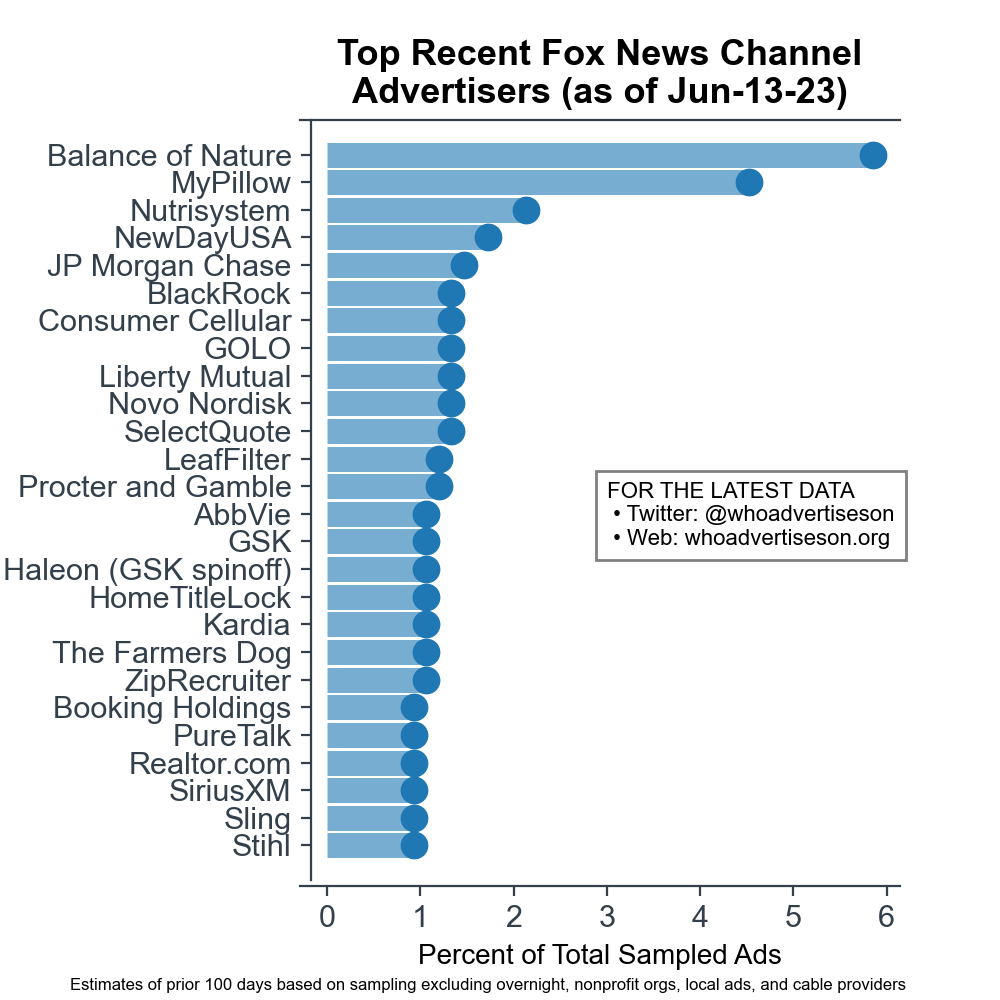 Top Recent Fox News Channel
Advertisers (as of Jun-13-23)
Balance of Nature
MyPillow
Nutrisystem
NewDayUSA
JP Morgan Chase
BlackRock
Consumer Cellular
GOLO
Liberty Mutual
Novo Nordisk
SelectQuote
LeafFilter
Procter and Gamble
AbbVie
GSK
Haleon (GSK spinoff)
HomeTitleLock
Kardia
The Farmers Dog
ZipRecruiter
Booking Holdings
PureTalk
Realtor.com
SiriusXM
Sling
Stihl
FOR THE LATEST DATA
• Twitter: @whoadvertiseson
• Web: whoadvertiseson.org
0 1 2 3 4 5 6
Percent of Total Sampled Ads
Estimates of prior 100 days based on sampling excluding overnight, nonprofit orgs, local ads, and cable providers